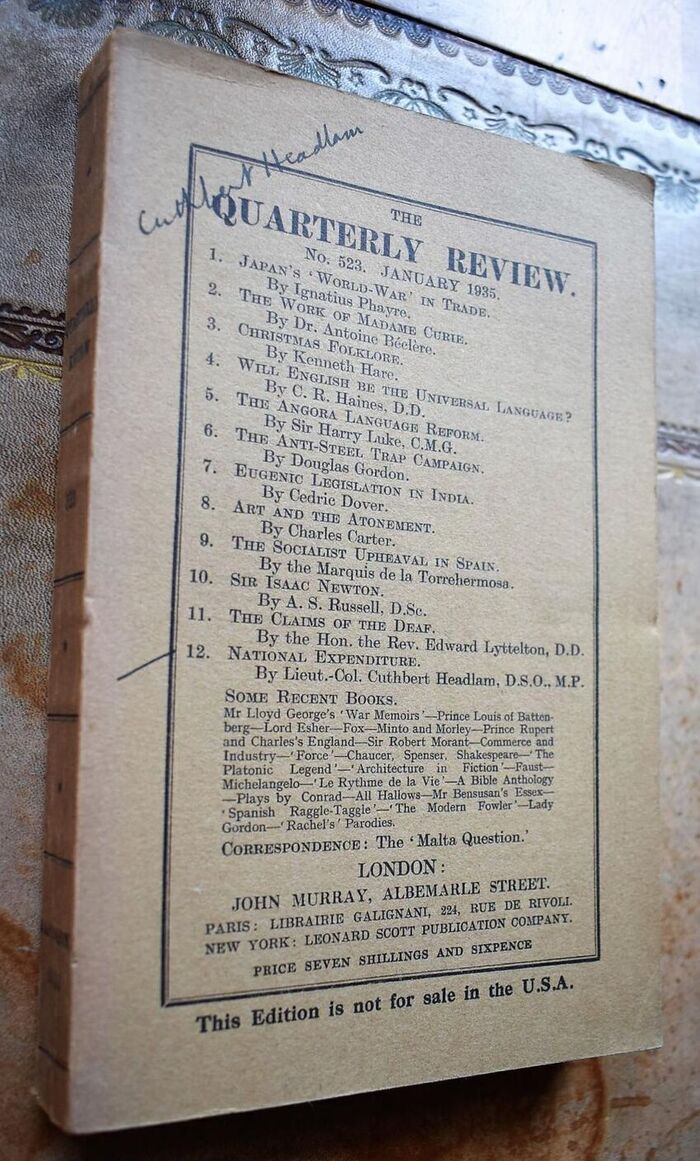 Cuthbert Headlam
THE
QUARTERLY REVIEW.
No. 523. JANUARY 1935.
1. JAPAN'S 'WORLD-WAR' IN TRADE.
By Ignatius Phayre.
2. THE WORK OF MADAME CURIE.
By Dr. Antoine Béclère.
3. CHRISTMAS FOLKLORE.
By Kenneth Hare.
4. WILL ENGLISH BE THE UNIVERSAL LANGUAGE?
By C. R. Haines, D.D.
5. THE ANGORA LANGUAGE REFORM.
By Sir Harry Luke, C.M.G.
6. THE ANTI-STEEL TRAP CAMPAIGN.
By Douglas Gordon.
7. EUGENIC LEGISLATION IN INDIA.
By Cedric Dover.
8. ART AND THE ATONEMENT.
By Charles Carter.
9. THE SOCIALIST UPHEAVAL IN SPAIN.
By the Marquis de la Torrehermosa.
10. SIR ISAAC NEWTON.
By A. S. Russell, D.Sc.
11. THE CLAIMS OF THE DEAF.
By the Hon. the Rev. Edward Lyttelton, D.D.
12. NATIONAL EXPENDITURE.
By Lieut.-Col. Cuthbert Headlam, D.S.O., M.P.
SOME RECENT BOOKS.
Mr Lloyd George's 'War Memoirs'—Prince Louis of Batten-
berg—Lord Esher—Fox—Minto and Morley—Prince Rupert
and Charles's England—Sir Robert Morant—Commerce and
Industry—'Force'—Chaucer, Spenser, Shakespeare—'The
Platonic Legend'—'Architecture in Fiction'—Faust—
Michelangelo—'Le Rythme de la Vie'—A Bible Anthology
—Plays by Conrad—All Hallows—Mr Bensusan's Essex—
'Spanish Raggle-Taggle'—'The Modern Fowler'—Lady
Gordon—'Rachel's' Parodies.
CORRESPONDENCE: The 'Malta Question.'
LONDON:
JOHN MURRAY, ALBEMARLE STREET.
PARIS: LIBRAIRIE GALIGNANI, 224, RUE DE RIVOLI.
NEW YORK: LEONARD SCOTT PUBLICATION COMPANY.
PRICE SEVEN SHILLINGS AND SIXPENCE
This Edition is not for sale in the U.S.A.